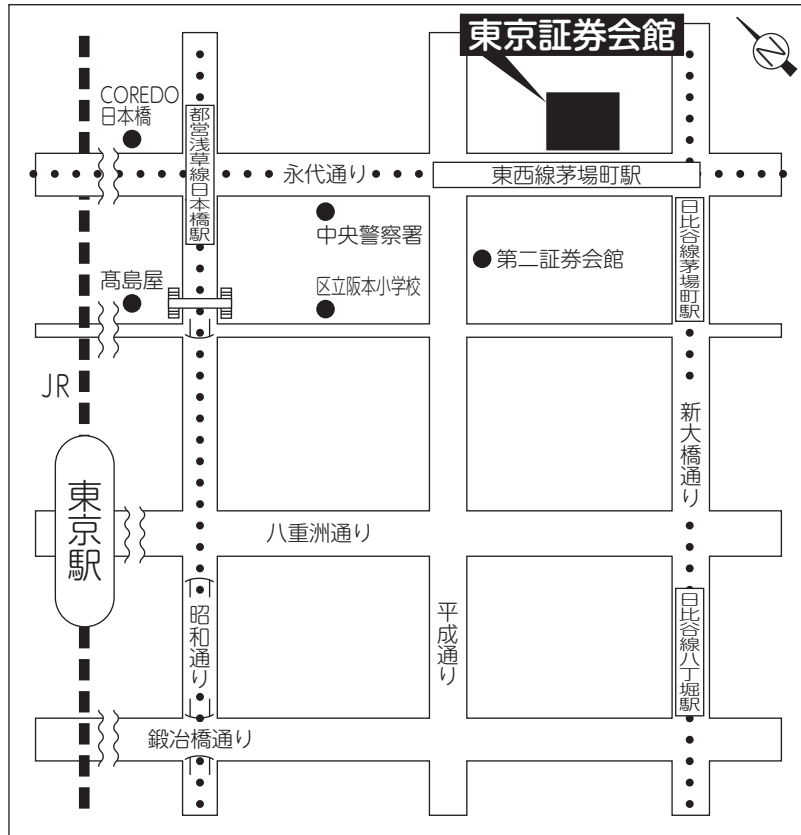 東京証券会館
N
COREDO
日本橋
都営浅草線日本橋駅
永代通り
東西線茅場町駅
日比谷線茅場町駅
中央警察署
第二証券会館
髙島屋
区立阪本小学校
JR
新大橋通り
東京駅
八重洲通り
昭和通り
平成通り
日比谷線八丁堀駅
鍛冶橋通り